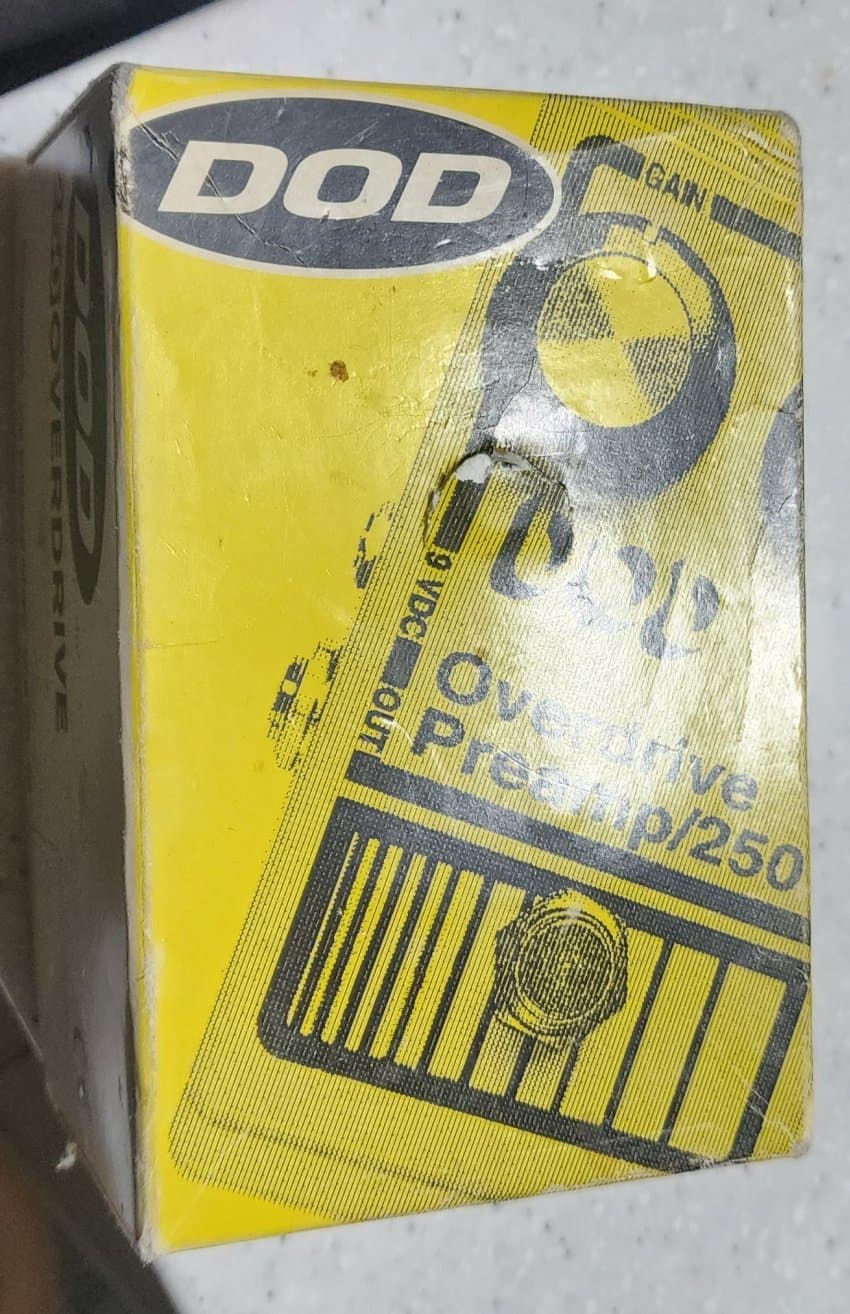 DOD
GAIN
DOD
9 VDC
OUT
Overdrive
Preamp/250
DOD
OVERDRIVE